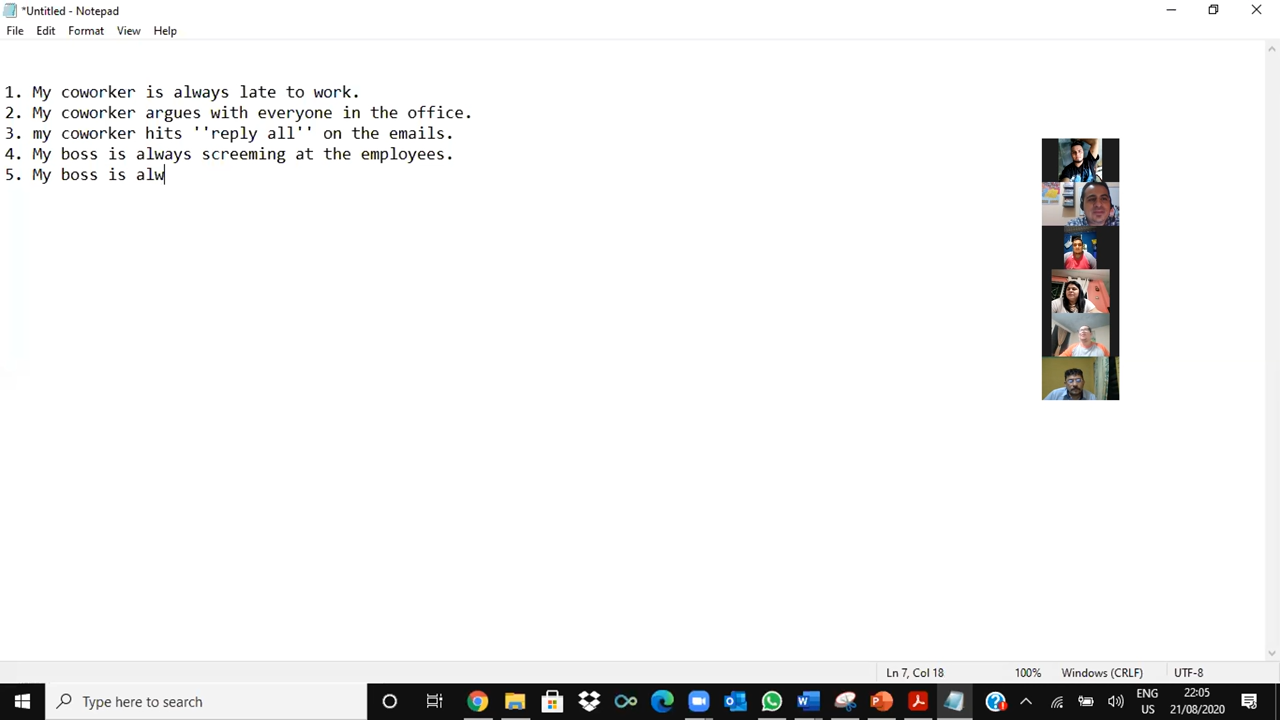 *Untitled - Notepad
File Edit Format View Help
1. My coworker is always late to work.
2. My coworker argues with everyone in the office.
3. my coworker hits ''reply all'' on the emails.
4. My boss is always screeming at the employees.
5. My boss is alw
Ln 7, Col 18 100% Windows (CRLF) UTF-8
Type here to search
ENG 22:05
US 21/08/2020